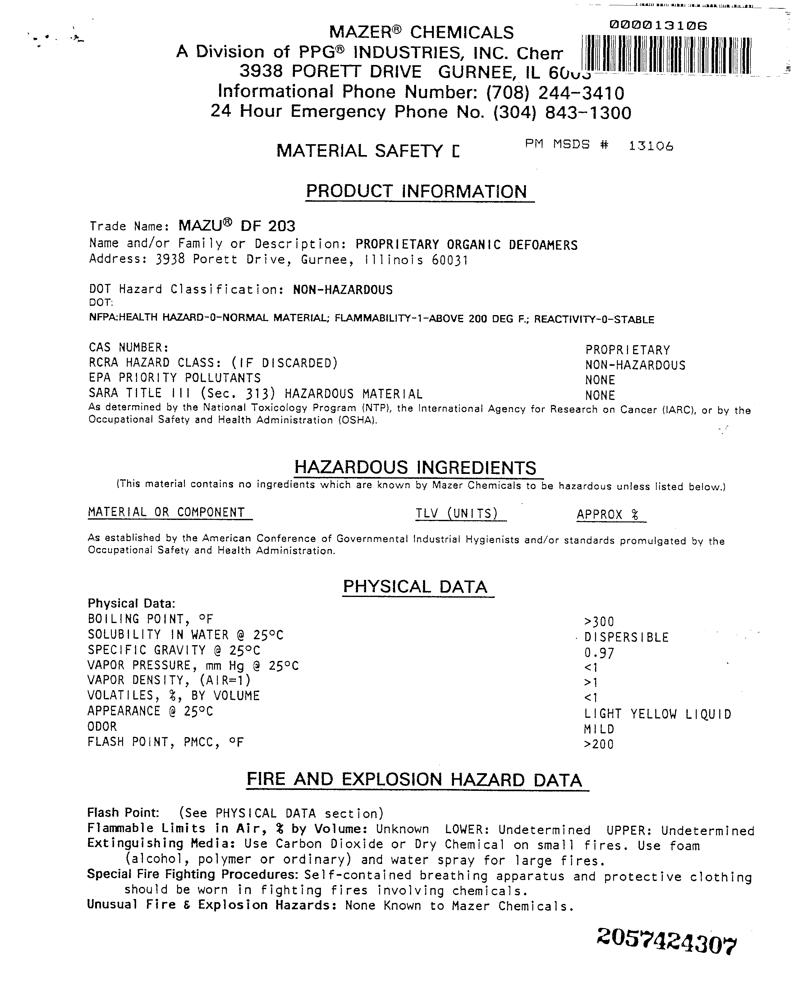 000013106
MAZER® CHEMICALS
A Division of PPG® INDUSTRIES, INC. Chem
3938 PORETT DRIVE GURNEE, IL
Informational Phone Number: (708) 244-3410
24 Hour Emergency Phone No. (304) 843-1300
MATERIAL SAFETY PM MSDS # 13106
PRODUCT INFORMATION
Trade Name: MAZU® DF 203
Name and/or Family or Description: PROPRIETARY ORGANIC DEFOAMERS
Address: 3938 Porett Drive, Gurnee, Illinois 60031
DOT Hazard Classification: NON-HAZARDOUS
DOT:
NFPA:HEALTH HAZARD-0-NORMAL MATERIAL; FLAMMABILITY-1-ABOVE 200 DEG F.; REACTIVITY-0-STABLE
CAS NUMBER: PROPRIETARY
RCRA HAZARD CLASS: (IF DISCARDED) NON-HAZARDOUS
EPA PRIORITY POLLUTANTS NONE
SARA TITLE III (Sec. 313) HAZARDOUS MATERIAL NONE
As determined by the National Toxicology Program (NTP), the International Agency for Research on Cancer (IARC), or by the
Occupational Safety and Health Administration (OSHA).
HAZARDOUS INGREDIENTS
(This material contains no ingredients which are known by Mazer Chemicals to be hazardous unless listed below.)
MATERIAL OR COMPONENT TLV (UNITS) APPROX %
As established by the American Conference of Governmental Industrial Hygienists and/or standards promulgated by the
Occupational Safety and Health Administration.
PHYSICAL DATA
Physical Data:
BOILING POINT, °F >300
SOLUBILITY IN WATER @ 25°C DISPERSIBLE
SPECIFIC GRAVITY @ 25°C 0.97
VAPOR PRESSURE, mm Hg @ 25°C <1
VAPOR DENSITY, (AIR=1) >1
VOLATILES, %, BY VOLUME <1
APPEARANCE @ 25°C LIGHT YELLOW LIQUID
ODOR MILD
FLASH POINT, PMCC, °F >200
FIRE AND EXPLOSION HAZARD DATA
Flash Point: (See PHYSICAL DATA section)
Flammable Limits in Air, % by Volume: Unknown LOWER: Undetermined UPPER: Undetermined
Extinguishing Media: Use Carbon Dioxide or Dry Chemical on small fires. Use foam
(alcohol, polymer or ordinary) and water spray for large fires.
Special Fire Fighting Procedures: Self-contained breathing apparatus and protective clothing
should be worn in fighting fires involving chemicals.
Unusual Fire & Explosion Hazards: None Known to Mazer Chemicals.
2057424307